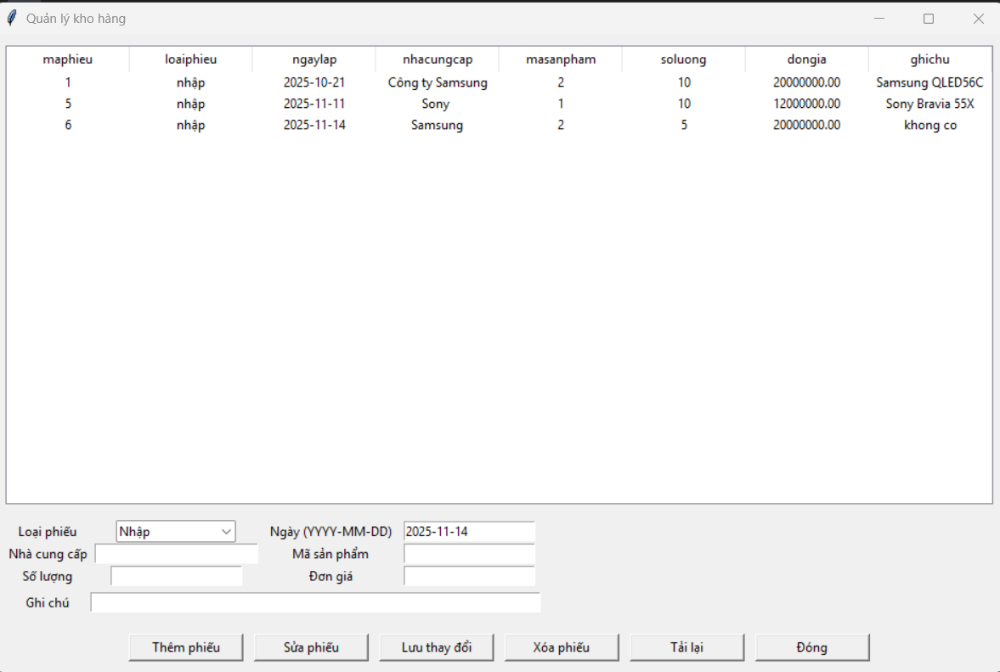 Quản lý kho hàng
maphieu loaiphieu ngaylap nhacungcap masanpham soluong dongia ghichu
1 nhập 2025-10-21 Công ty Samsung 2 10 20000000.00 Samsung QLED56C
5 nhập 2025-11-11 Sony 1 10 12000000.00 Sony Bravia 55X
6 nhập 2025-11-14 Samsung 2 5 20000000.00 khong co
Loại phiếu Nhập Ngày (YYYY-MM-DD) 2025-11-14
Nhà cung cấp Mã sản phẩm
Số lượng Đơn giá
Ghi chú
Thêm phiếu Sửa phiếu Lưu thay đổi Xóa phiếu Tải lại Đóng